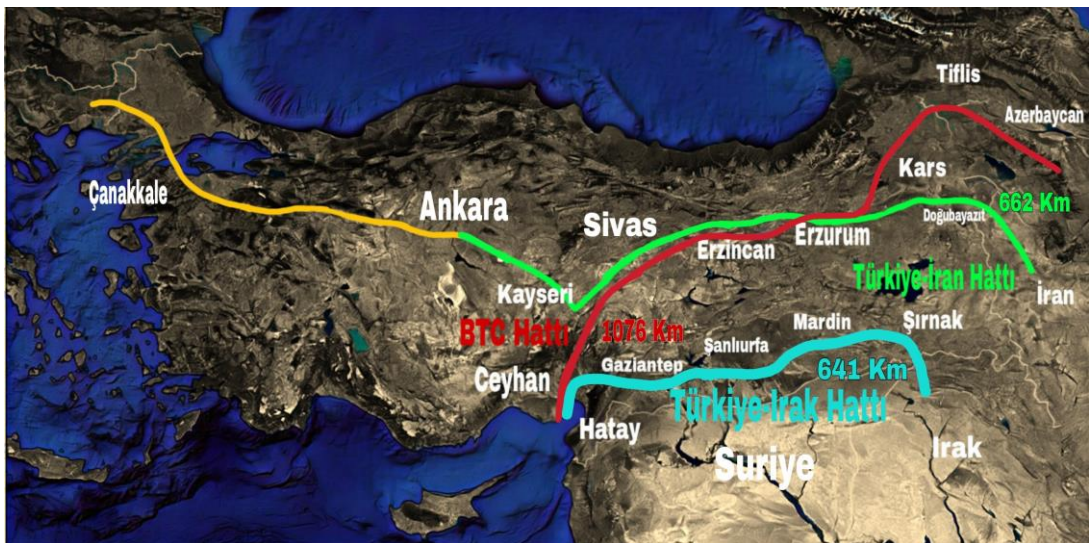 Tiflis
Azerbaycan
Kars
Çanakkale
Ankara
Sivas
662 Km
Doğubayazıt
Erzincan
Erzurum
Türkiye-İran Hattı
İran
Kayseri
BTC Hattı
1076 Km
Mardin
Şırnak
Şanlıurfa
Gaziantep
641 Km
Ceyhan
Türkiye-Irak Hattı
Hatay
Suriye
Irak